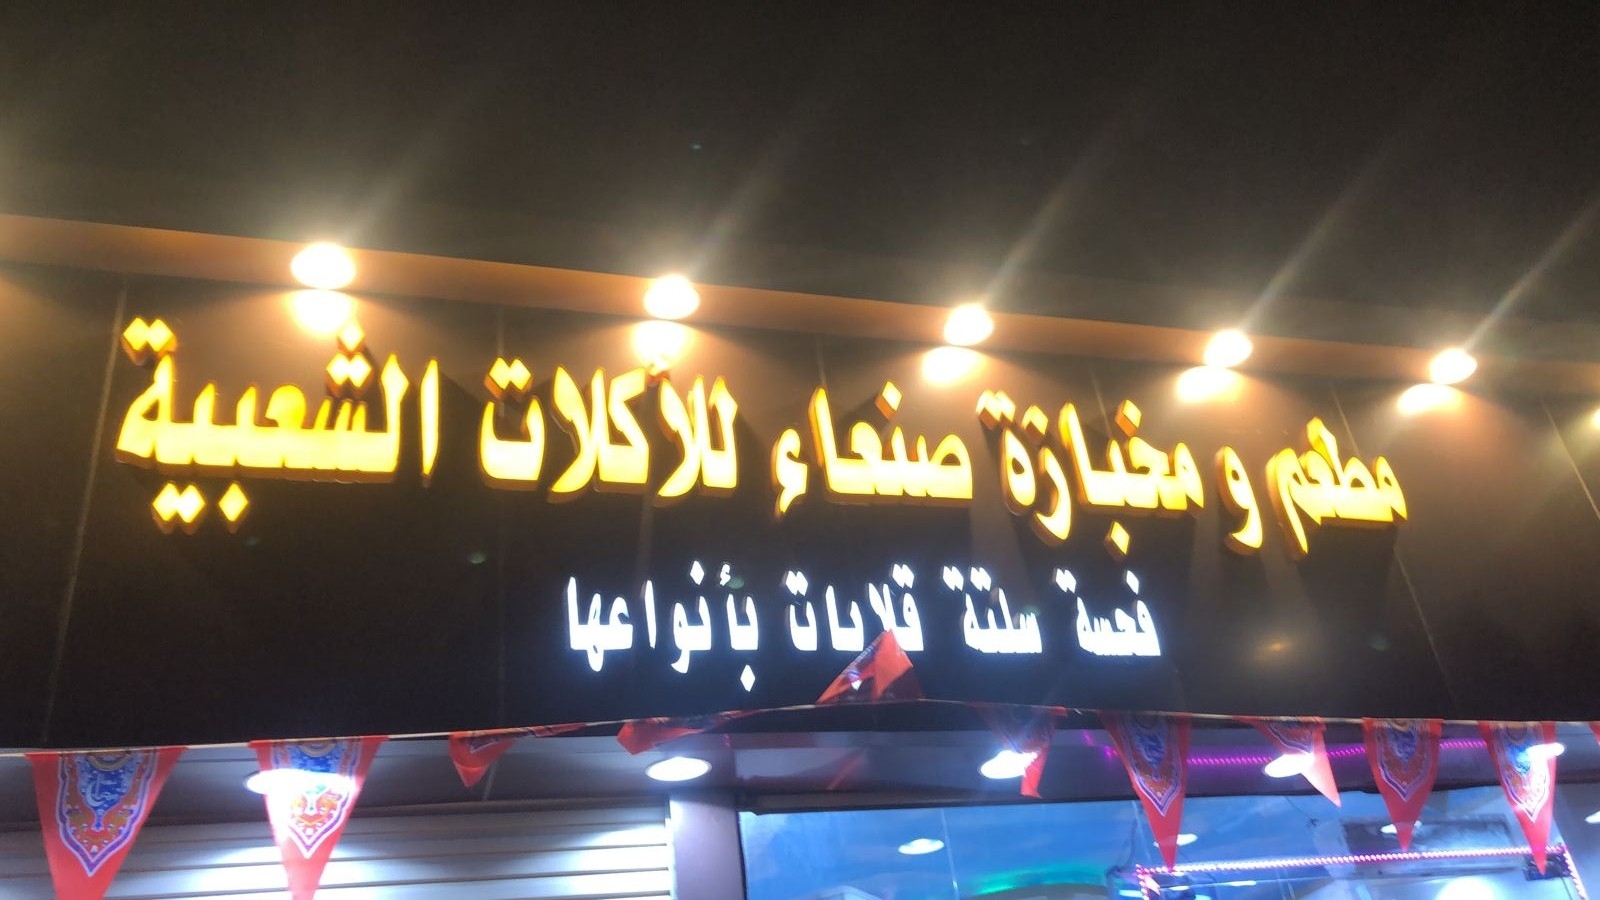 مطعم و مخبازة صنعاء للأكلات الشعبية
فحسة سلتة قلابات بأنواعها